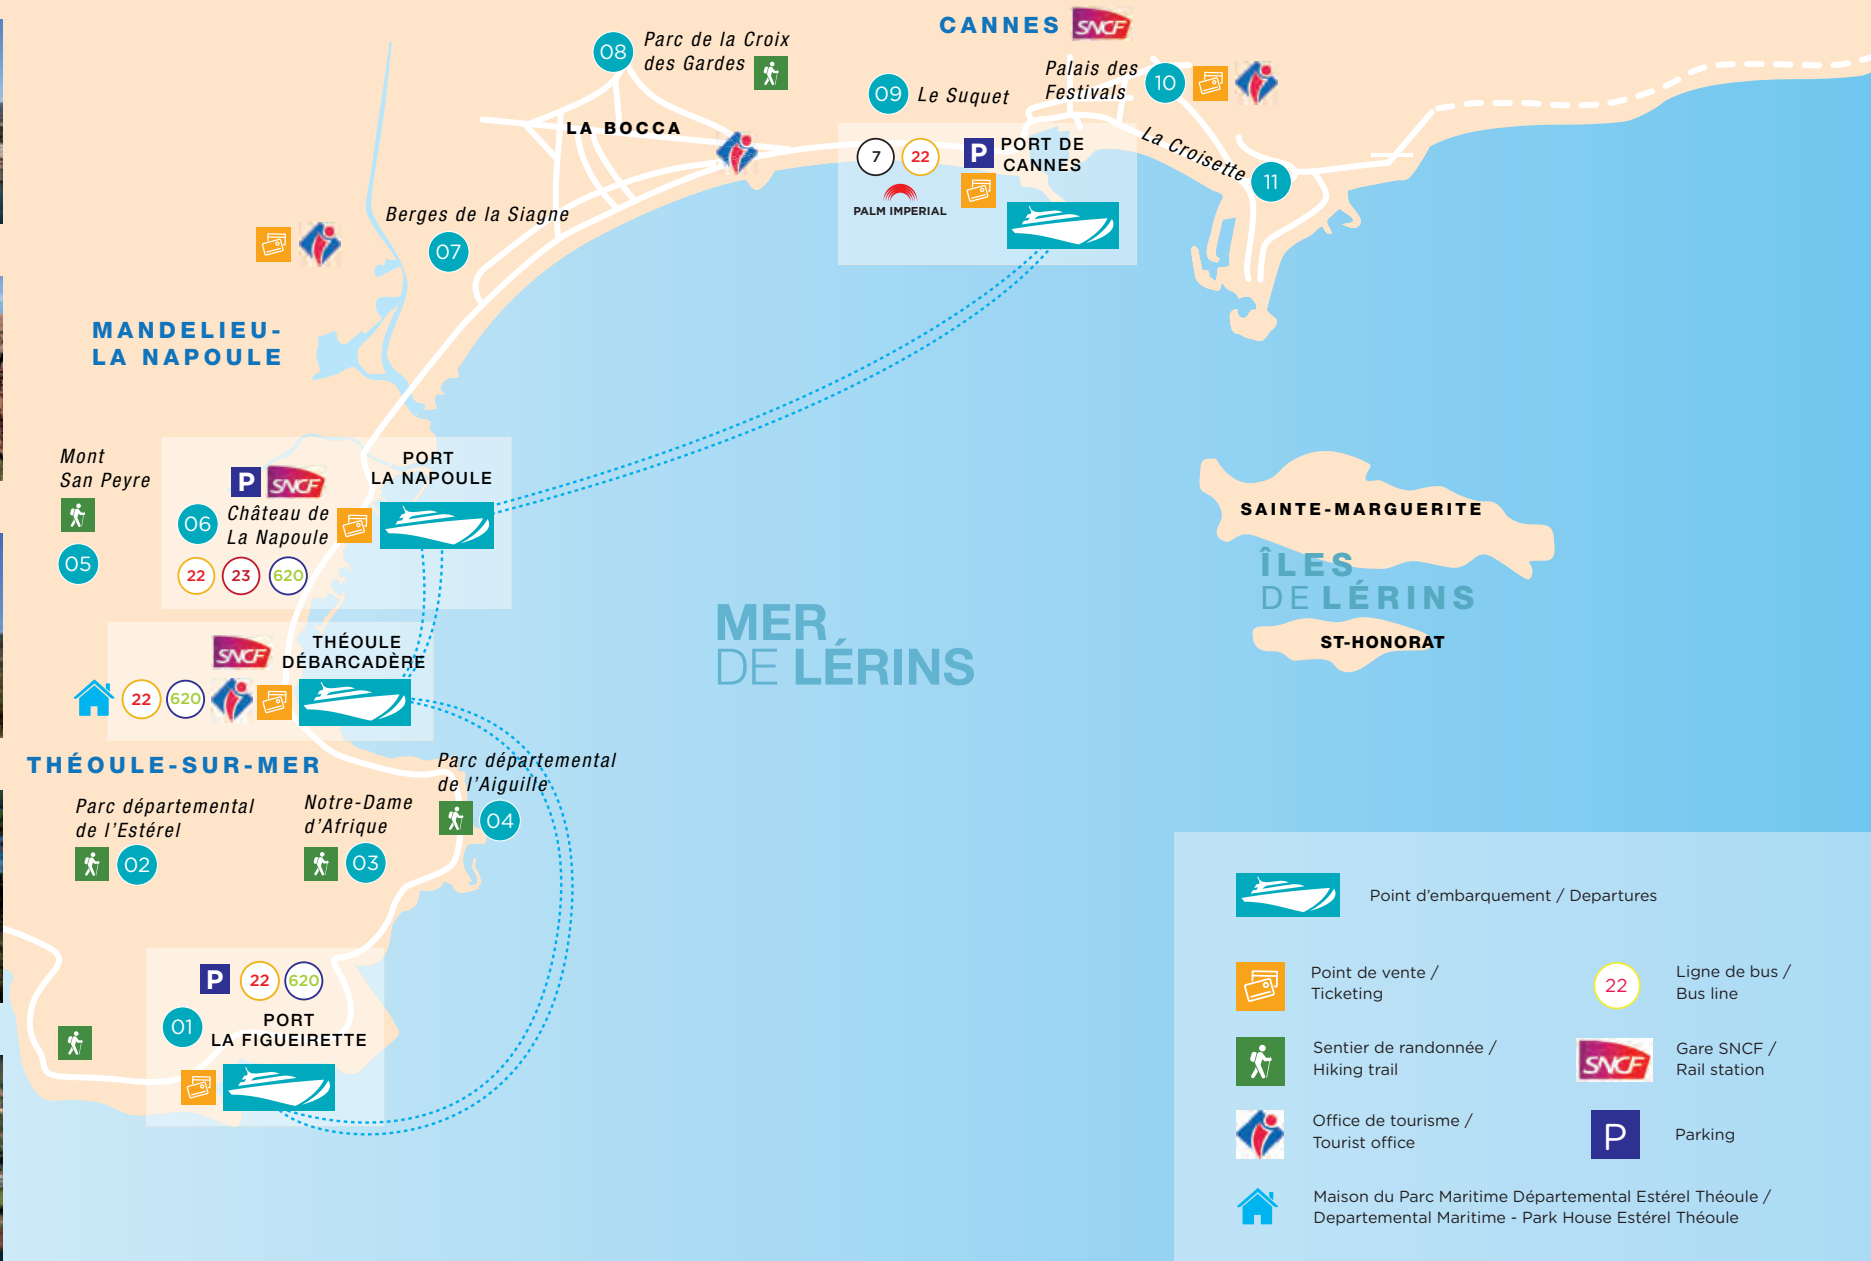 CANNES SNCF
08 Parc de la Croix
des Gardes
Palais des
Festivals 10
09 Le Suquet
LA BOCCA
7 22 P PORT DE
CANNES
PALM IMPERIAL
La Croisette 11
Berges de la Siagne
07
MANDELIEU-
LA NAPOULE
Mont
San Peyre
05
P SNCF
PORT
LA NAPOULE
06 Château de
La Napoule
22 23 620
SAINTE-MARGUERITE
ÎLES
DE LÉRINS
ST-HONORAT
MER
DE LÉRINS
SNCF THÉOULE
DÉBARCADÈRE
22 620
THÉOULE-SUR-MER
Parc départemental
de l'Aiguille
04
Parc départemental
de l'Estérel
02
Notre-Dame
d'Afrique
03
P 22 620
01 PORT
LA FIGUEIRETTE
Point d'embarquement / Departures
Point de vente /
Ticketing
22 Ligne de bus /
Bus line
Sentier de randonnée /
Hiking trail
SNCF Gare SNCF /
Rail station
Office de tourisme /
Tourist office
P Parking
Maison du Parc Maritime Départemental Estérel Théoule /
Departemental Maritime - Park House Estérel Théoule